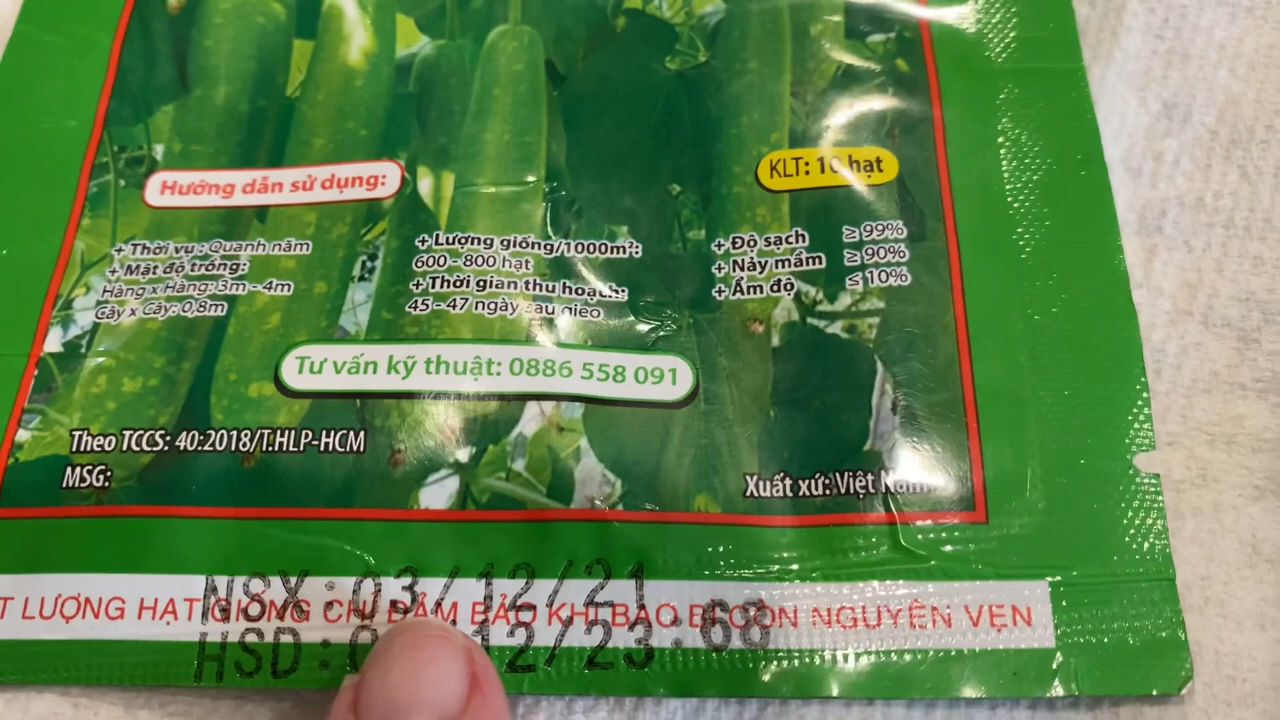 Hướng dẫn sử dụng:
KLT: 10 hạt
+ Thời vụ : Quanh năm
+ Mật độ trồng:
Hàng x Hàng: 3m - 4m
Cây x Cây: 0,8m
+ Lượng giống/1000m²:
600 - 800 hạt
+ Thời gian thu hoạch:
45 - 47 ngày sau gieo
+ Độ sạch ≥ 99%
+ Nảy mầm ≥ 90%
+ Ẩm độ ≤ 10%
Tư vấn kỹ thuật: 0886 558 091
Theo TCCS: 40:2018/T.HLP-HCM
MSG:
Xuất xứ: Việt Nam
NSX: 03/12/21
LƯỢNG HẠT GIỐNG CHỈ ĐẢM BẢO KHI BAO BÌ CÒN NGUYÊN VẸN
HSD: 12/23 :68